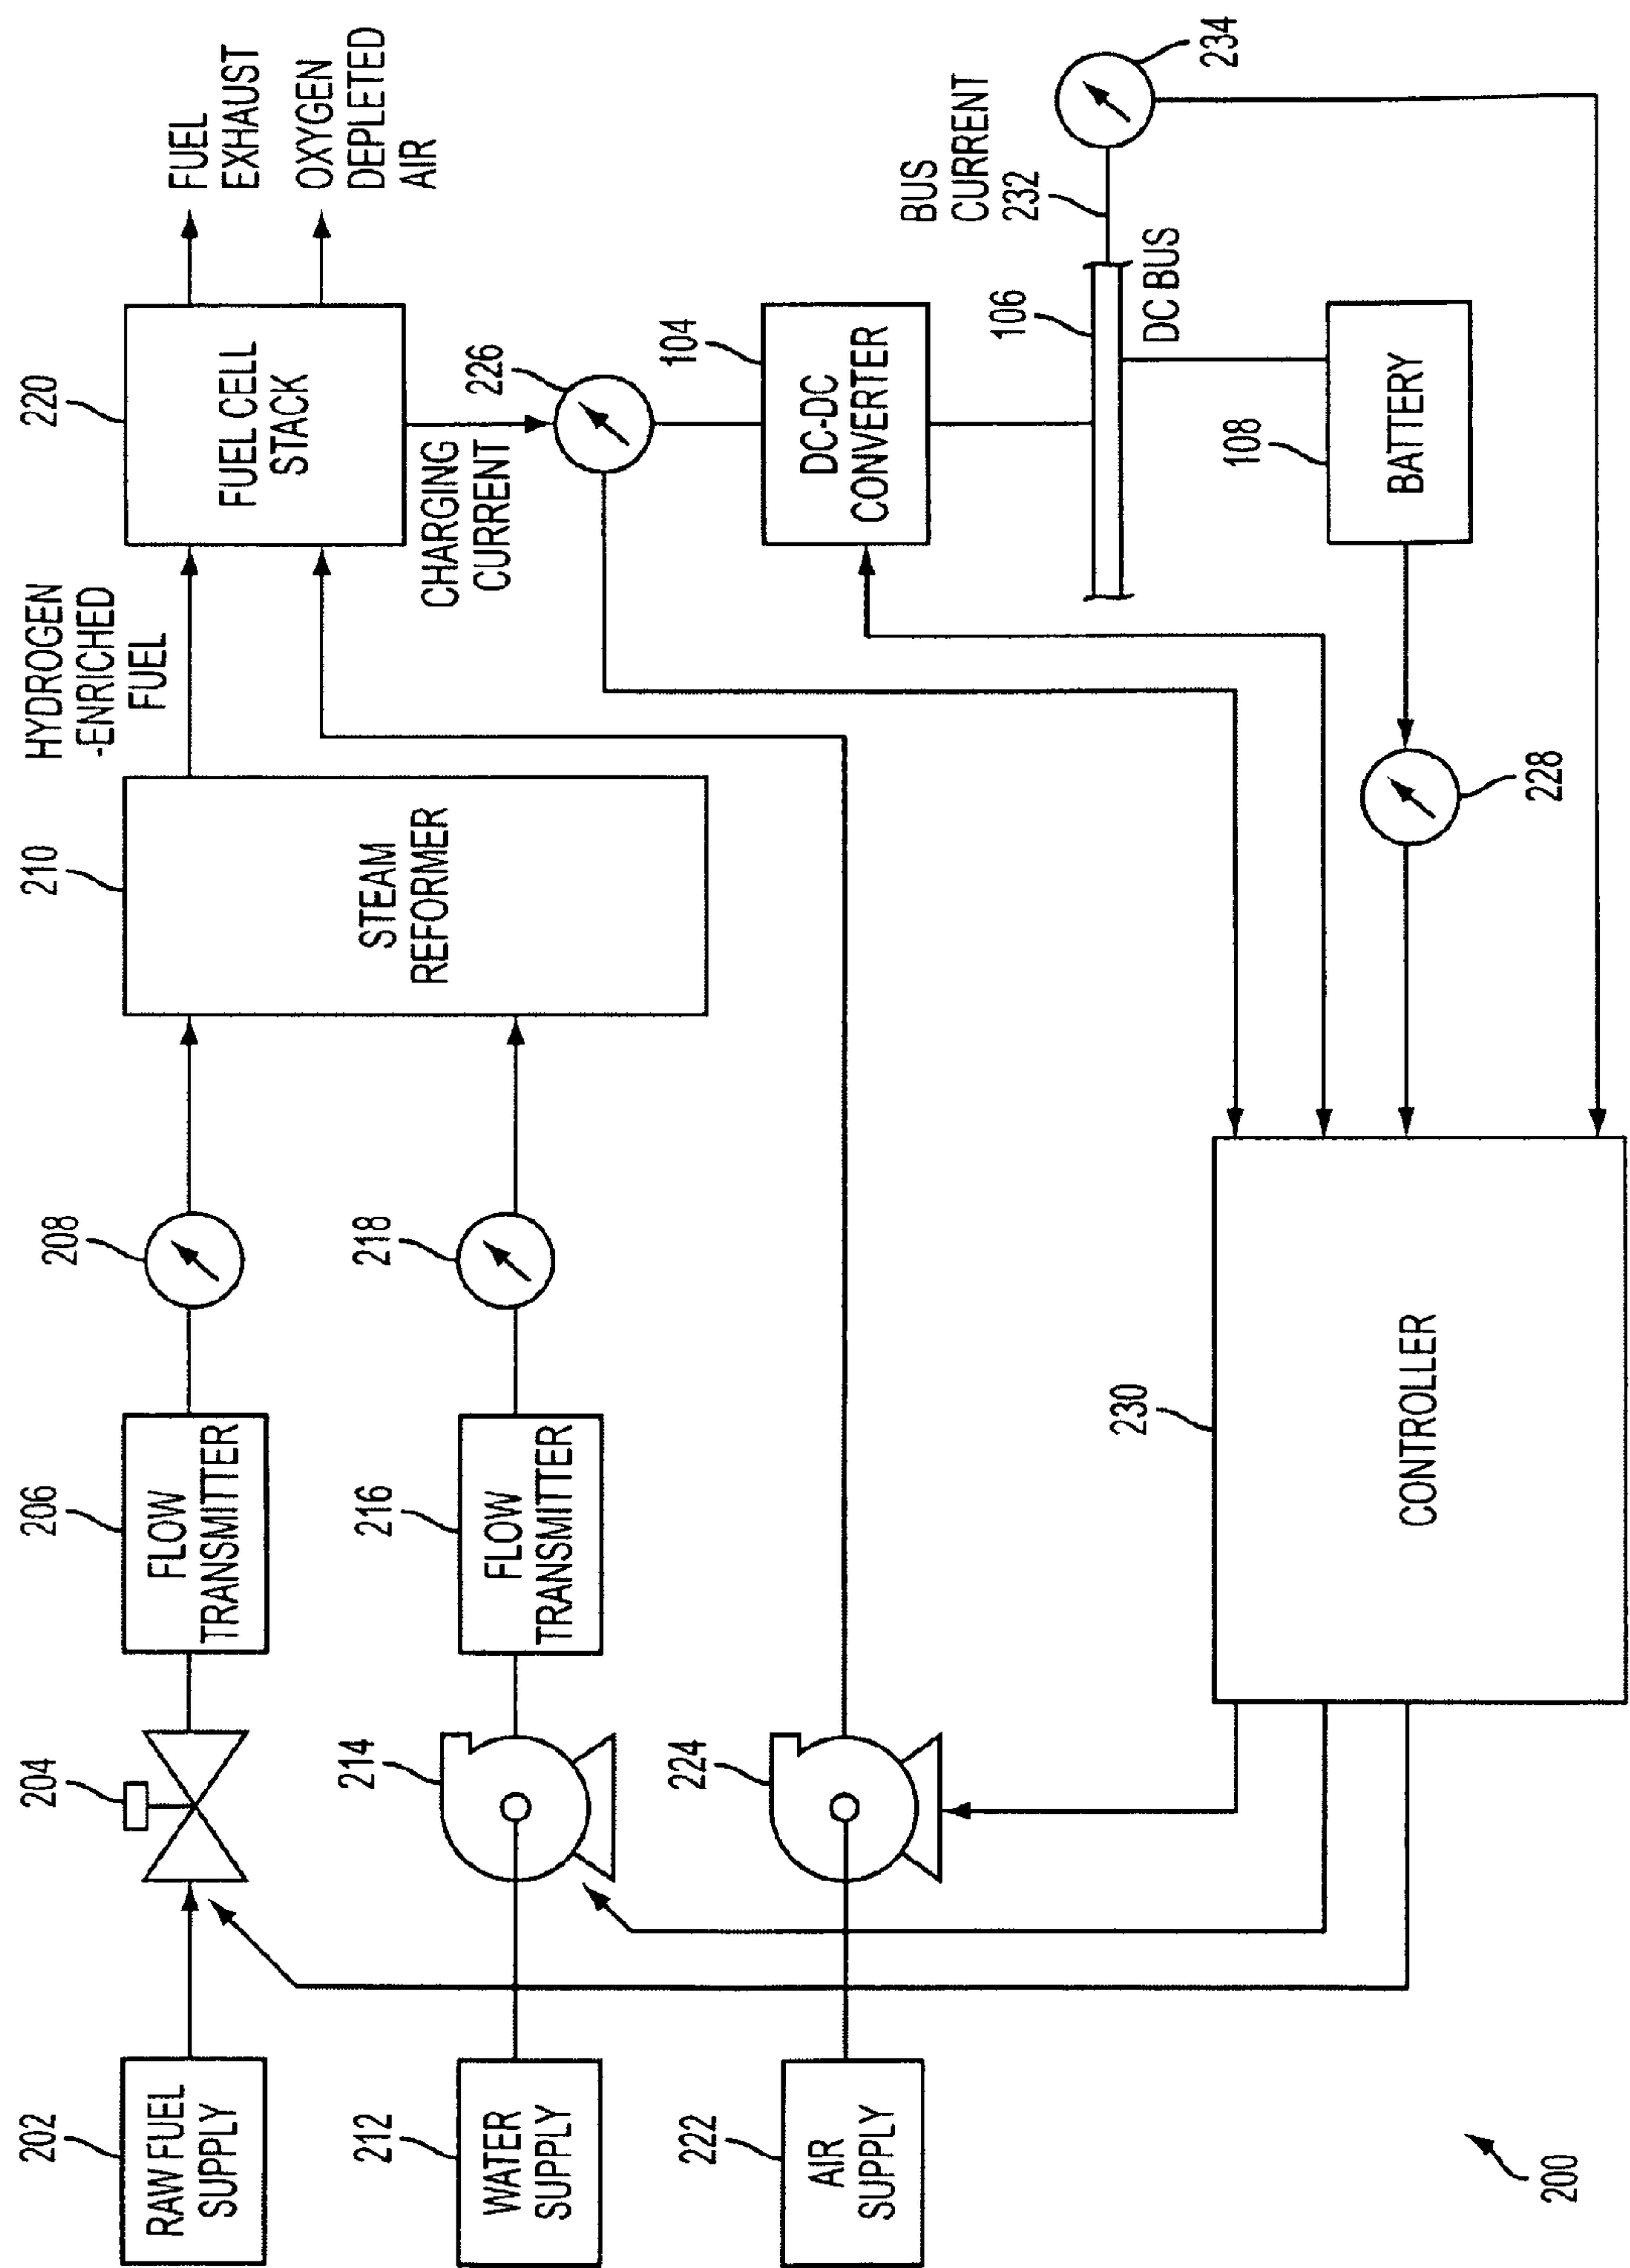 202
RAW FUEL
SUPPLY
204
206
FLOW
TRANSMITTER
208
210
STEAM
REFORMER
HYDROGEN
-ENRICHED
FUEL
220
FUEL CELL
STACK
FUEL
EXHAUST
OXYGEN
DEPLETED
AIR
212
WATER
SUPPLY
214
216
FLOW
TRANSMITTER
218
CHARGING
CURRENT
226
222
AIR
SUPPLY
224
104
DC-DC
CONVERTER
BUS
CURRENT
232
234
106
DC BUS
108
BATTERY
228
230
CONTROLLER
200